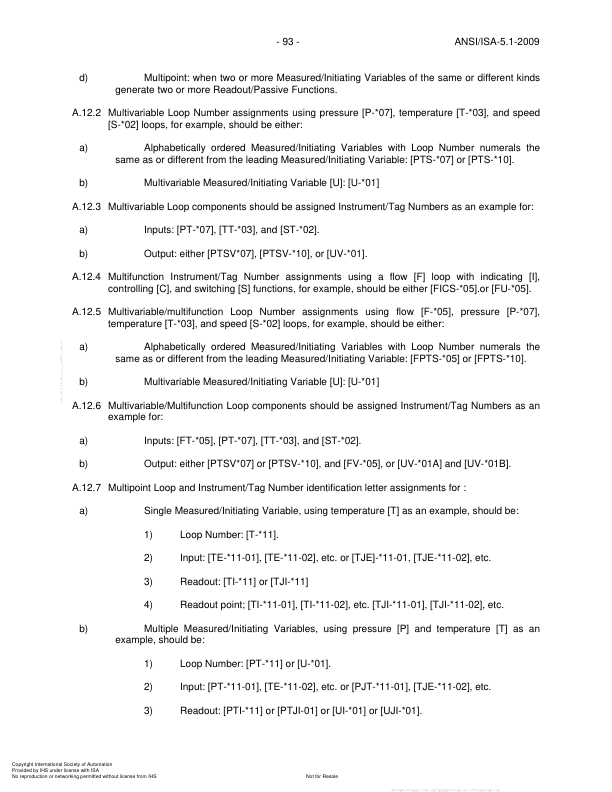 - 93 - ANSI/ISA-5.1-2009
d) Multipoint: when two or more Measured/Initiating Variables of the same or different kinds
generate two or more Readout/Passive Functions.
A.12.2 Multivariable Loop Number assignments using pressure [P-*07], temperature [T-*03], and speed
[S-*02] loops, for example, should be either:
a) Alphabetically ordered Measured/Initiating Variables with Loop Number numerals the
same as or different from the leading Measured/Initiating Variable: [PTS-*07] or [PTS-*10].
b) Multivariable Measured/Initiating Variable [U]: [U-*01]
A.12.3 Multivariable Loop components should be assigned Instrument/Tag Numbers as an example for:
a) Inputs: [PT-*07], [TT-*03], and [ST-*02].
b) Output: either [PTSV*07], [PTSV-*10], or [UV-*01].
A.12.4 Multifunction Instrument/Tag Number assignments using a flow [F] loop with indicating [I],
controlling [C], and switching [S] functions, for example, should be either [FICS-*05].or [FU-*05].
A.12.5 Multivariable/multifunction Loop Number assignments using flow [F-*05], pressure [P-*07],
temperature [T-*03], and speed [S-*02] loops, for example, should be either:
a) Alphabetically ordered Measured/Initiating Variables with Loop Number numerals the
same as or different from the leading Measured/Initiating Variable: [FPTS-*05] or [FPTS-*10].
b) Multivariable Measured/Initiating Variable [U]: [U-*01]
A.12.6 Multivariable/Multifunction Loop components should be assigned Instrument/Tag Numbers as an
example for:
a) Inputs: [FT-*05], [PT-*07], [TT-*03], and [ST-*02].
b) Output: either [PTSV*07] or [PTSV-*10], and [FV-*05], or [UV-*01A] and [UV-*01B].
A.12.7 Multipoint Loop and Instrument/Tag Number identification letter assignments for :
a) Single Measured/Initiating Variable, using temperature [T] as an example, should be:
1) Loop Number: [T-*11].
2) Input: [TE-*11-01], [TE-*11-02], etc. or [TJE]-*11-01, [TJE-*11-02], etc.
3) Readout: [TI-*11] or [TJI-*11]
4) Readout point; [TI-*11-01], [TI-*11-02], etc. [TJI-*11-01], [TJI-*11-02], etc.
b) Multiple Measured/Initiating Variables, using pressure [P] and temperature [T] as an
example, should be:
1) Loop Number: [PT-*11] or [U-*01].
2) Input: [PT-*11-01], [TE-*11-02], etc. or [PJT-*11-01], [TJE-*11-02], etc.
3) Readout: [PTI-*11] or [PTJI-01] or [UI-*01] or [UJI-*01].
Copyright International Society of Automation
Provided by IHS under license with ISA
No reproduction or networking permitted without license from IHS Not for Resale